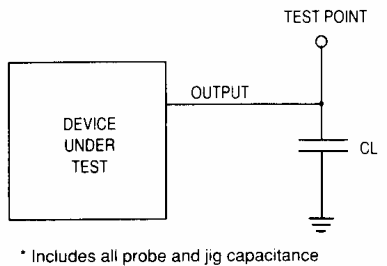 TEST POINT
OUTPUT
DEVICE
UNDER
TEST
CL
* Includes all probe and jig capacitance